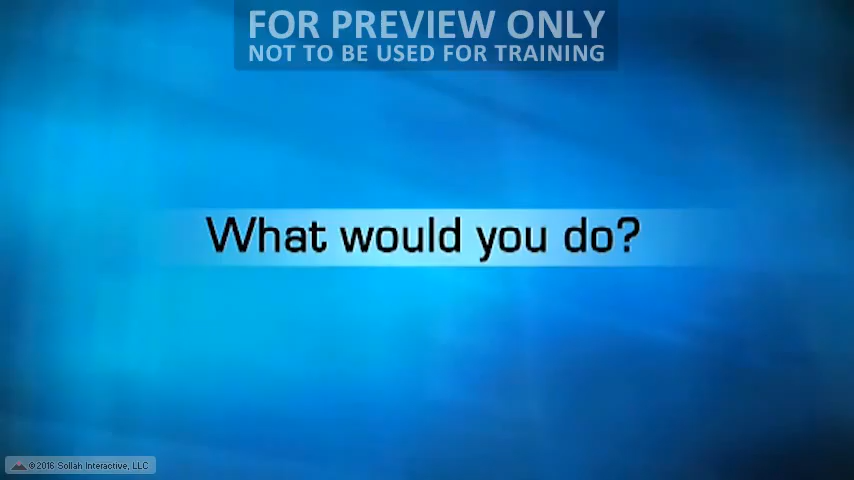 FOR PREVIEW ONLY
NOT TO BE USED FOR TRAINING
What would you do?
©2016 Sollah Interactive, LLC